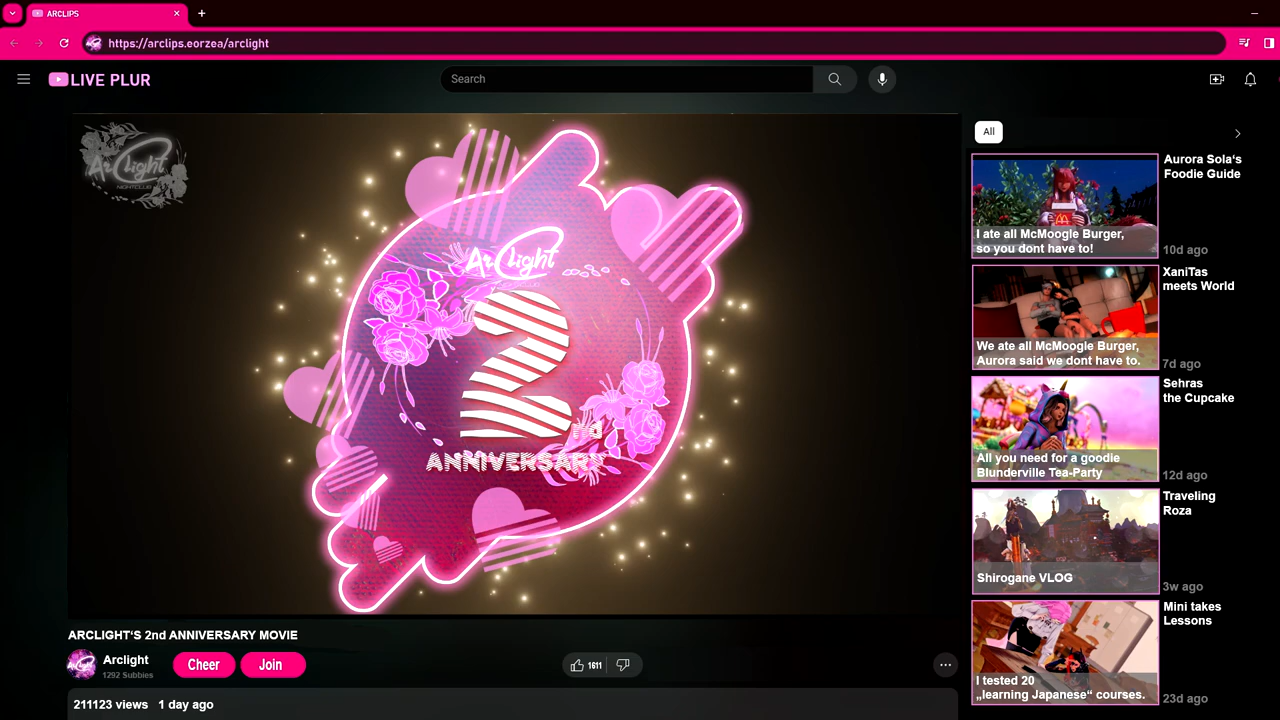 ARCLIPS
https://arclips.eorzea/arclight
LIVE PLUR
Search
ArClight
NIGHTCLUB
ArClight
2nd
ANNIVERSARY
ARCLIGHT‘S 2nd ANNIVERSARY MOVIE
Arclight
1292 Subbies
Cheer
Join
1611
...
211123 views 1 day ago
All
I ate all McMoogle Burger,
so you dont have to!
Aurora Sola‘s
Foodie Guide
10d ago
We ate all McMoogle Burger,
Aurora said we dont have to.
XaniTas
meets World
7d ago
All you need for a goodie
Blunderville Tea-Party
Sehras
the Cupcake
12d ago
Shirogane VLOG
Traveling
Roza
3w ago
I tested 20
„learning Japanese“ courses.
Mini takes
Lessons
23d ago